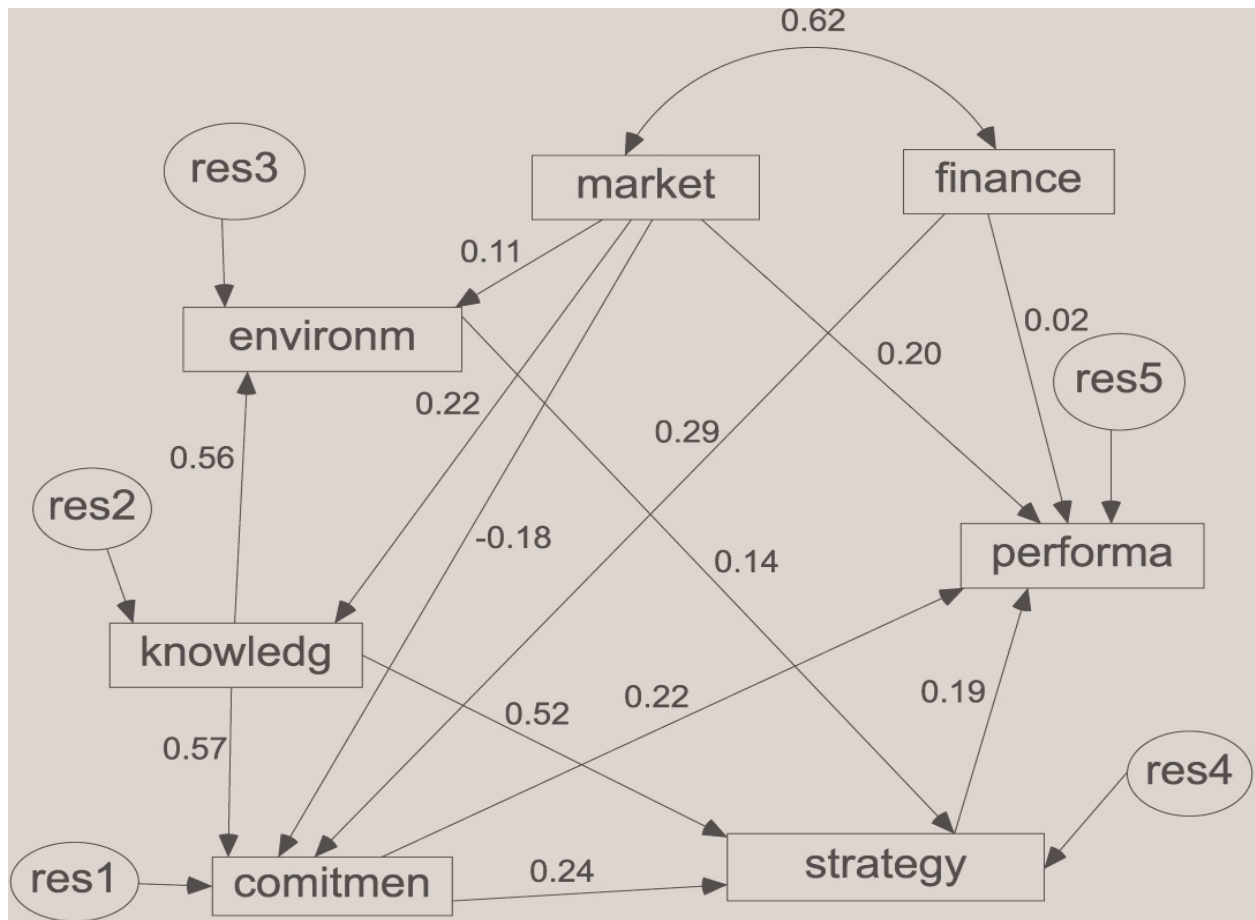 0.62
res3
market
finance
0.11
environm
0.02
0.20
res5
0.22
0.29
0.56
res2
-0.18
0.14
performa
knowledg
0.22
0.19
0.52
0.57
res4
strategy
res1
comitmen
0.24